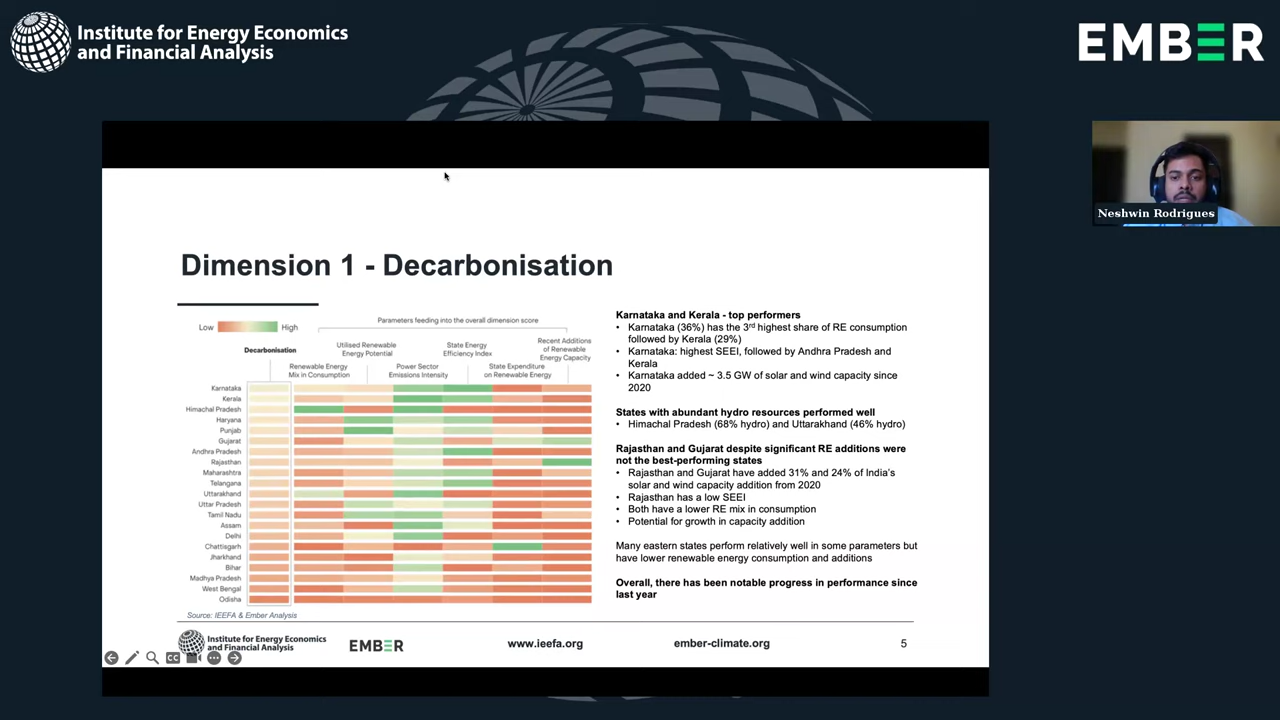 Institute for Energy Economics
and Financial Analysis
EMBER
Neshwin Rodrigues
Dimension 1 - Decarbonisation
Low
High
Parameters feeding into the overall dimension score
Decarbonisation
Renewable Energy
Mix in Consumption
Utilised Renewable
Energy Potential
Power Sector
Emissions Intensity
State Energy
Efficiency Index
State Expenditure
on Renewable Energy
Recent Additions
of Renewable
Energy Capacity
Karnataka
Kerala
Himachal Pradesh
Haryana
Punjab
Gujarat
Andhra Pradesh
Rajasthan
Maharashtra
Telangana
Uttarakhand
Uttar Pradesh
Tamil Nadu
Assam
Delhi
Chattisgarh
Jharkhand
Bihar
Madhya Pradesh
West Bengal
Odisha
Source: IEEFA & Ember Analysis
Karnataka and Kerala - top performers
• Karnataka (36%) has the 3rd highest share of RE consumption
followed by Kerala (29%)
• Karnataka: highest SEEI, followed by Andhra Pradesh and
Kerala
• Karnataka added ~ 3.5 GW of solar and wind capacity since
2020
States with abundant hydro resources performed well
• Himachal Pradesh (68% hydro) and Uttarakhand (46% hydro)
Rajasthan and Gujarat despite significant RE additions were
not the best-performing states
• Rajasthan and Gujarat have added 31% and 24% of India's
solar and wind capacity addition from 2020
• Rajasthan has a low SEEI
• Both have a lower RE mix in consumption
• Potential for growth in capacity addition
Many eastern states perform relatively well in some parameters but
have lower renewable energy consumption and additions
Overall, there has been notable progress in performance since
last year
Institute for Energy Economics
and Financial Analysis
EMBER
www.ieefa.org
ember-climate.org
5
CC